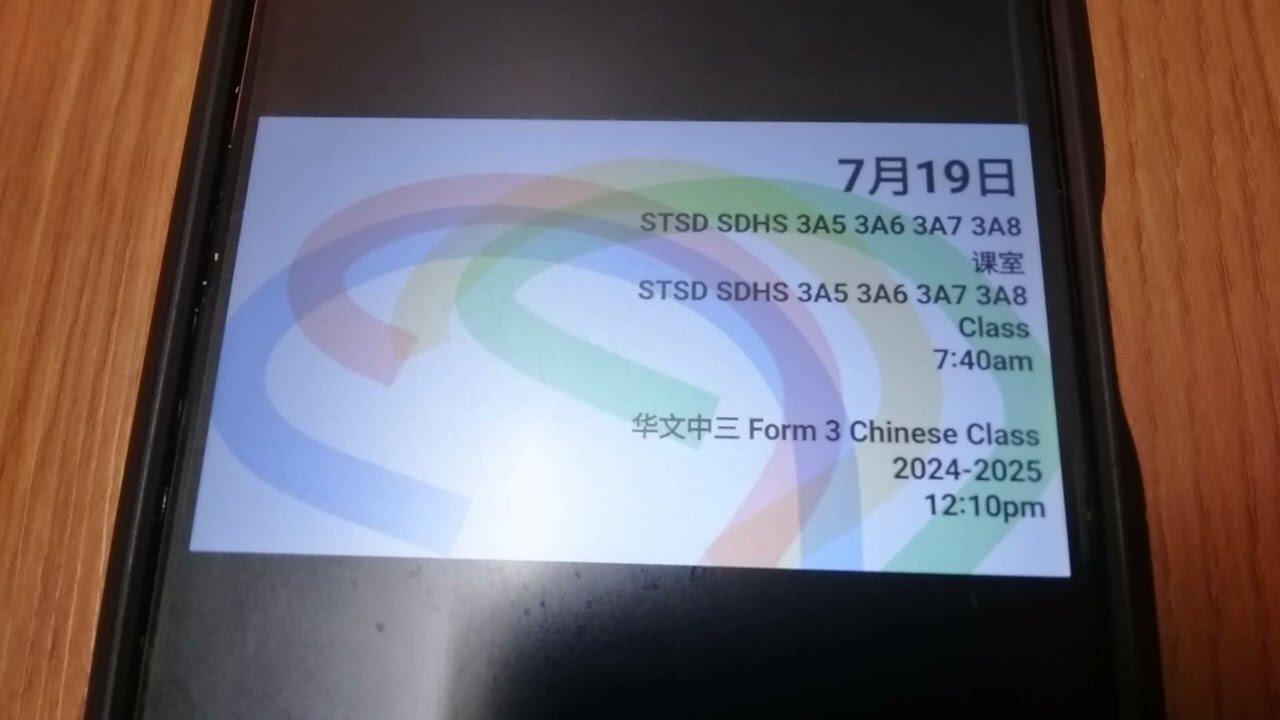 7月19日
STSD SDHS 3A5 3A6 3A7 3A8
课室
STSD SDHS 3A5 3A6 3A7 3A8
Class
7:40am
华文中三 Form 3 Chinese Class
2024-2025
12:10pm